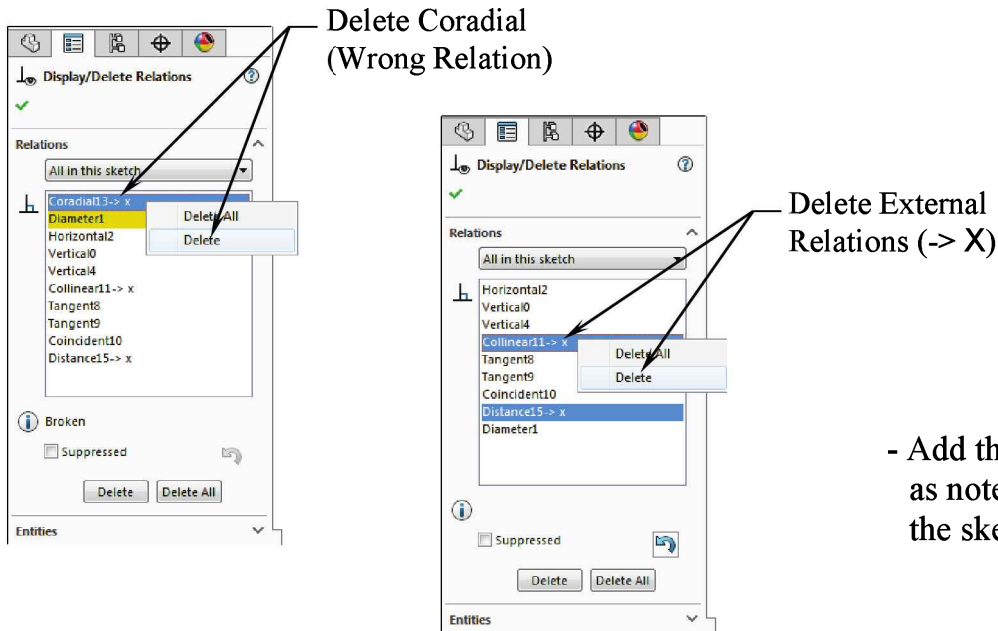 Delete Coradial
(Wrong Relation)
Display/Delete Relations
?
Relations
All in this sketch
Coradial13-> x
Diameter1
Horizontal2
Vertical0
Vertical4
Collinear11-> x
Tangent8
Tangent9
Coincident10
Distance15-> x
Delete All
Delete
Broken
Suppressed
Delete Delete All
Entities
Display/Delete Relations
?
Relations
All in this sketch
Horizontal2
Vertical0
Vertical4
Collinear11-> x
Tangent8
Tangent9
Coincident10
Distance15-> x
Diameter1
Delete All
Delete
Suppressed
Delete Delete All
Entities
Delete External
Relations (-> X)
- Add th
as note
the ske